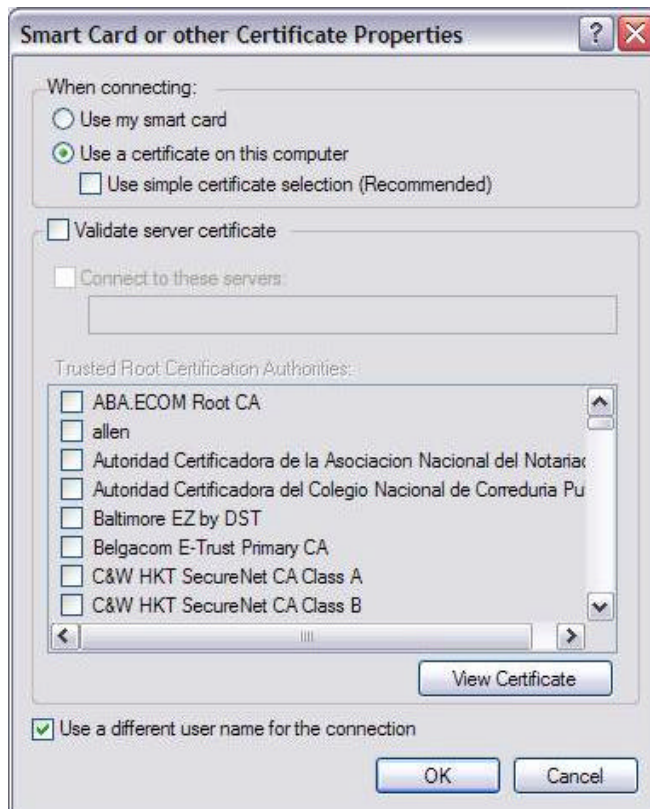 Smart Card or other Certificate Properties
When connecting:
Use my smart card
Use a certificate on this computer
Use simple certificate selection (Recommended)
Validate server certificate
Connect to these servers:
Trusted Root Certification Authorities:
ABA.ECOM Root CA
allen
Autoridad Certificadora de la Asociacion Nacional del Notariac
Autoridad Certificadora del Colegio Nacional de Correduria Pu
Baltimore EZ by DST
Belgacom E-Trust Primary CA
C&W HKT SecureNet CA Class A
C&W HKT SecureNet CA Class B
View Certificate
Use a different user name for the connection
OK Cancel